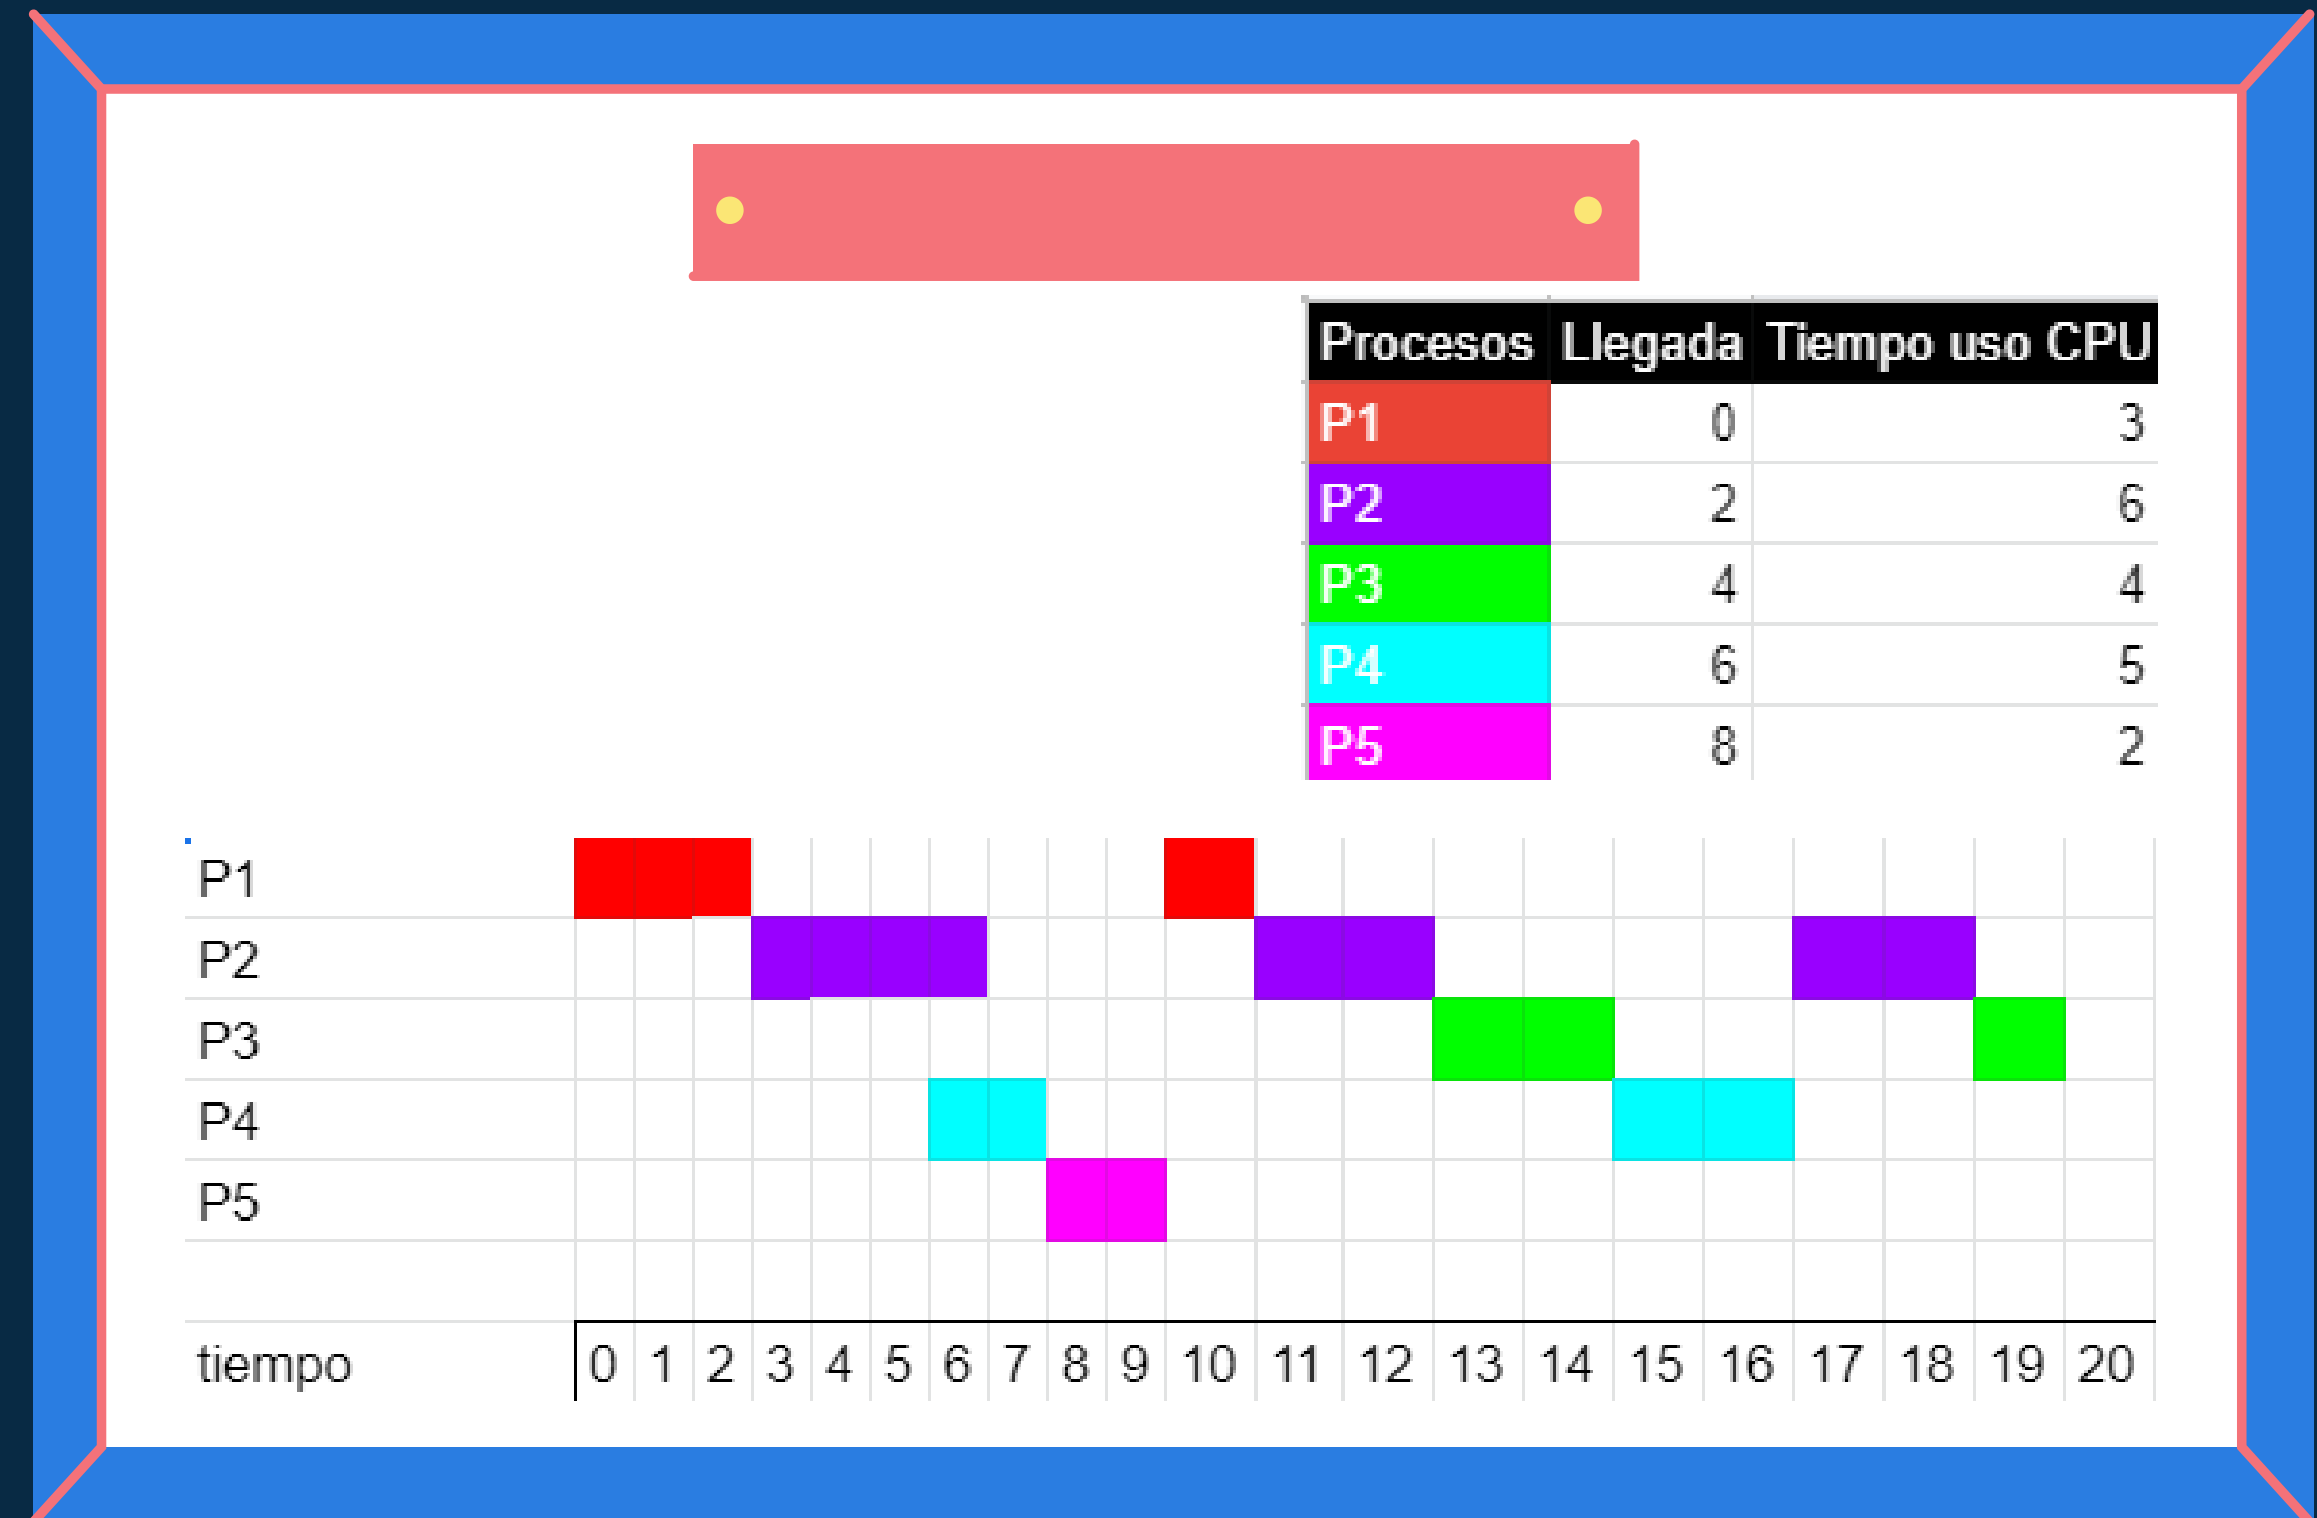 Procesos Llegada Tiempo uso CPU
P1 0 3
P2 2 6
P3 4 4
P4 6 5
P5 8 2
P1
P2
P3
P4
P5
tiempo 0 1 2 3 4 5 6 7 8 9 10 11 12 13 14 15 16 17 18 19 20